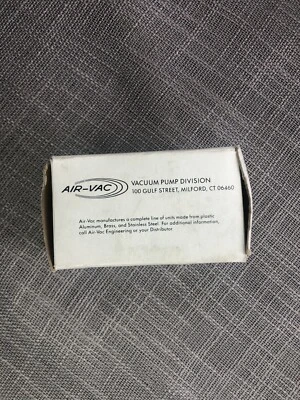 AIR-VAC
VACUUM PUMP DIVISION
100 GULF STREET, MILFORD, CT 06460
Air-Vac manufactures a complete line of units made from plastic
Aluminum, Brass, and Stainless Steel. For additional information,
call Air-Vac Engineering or your Distributor